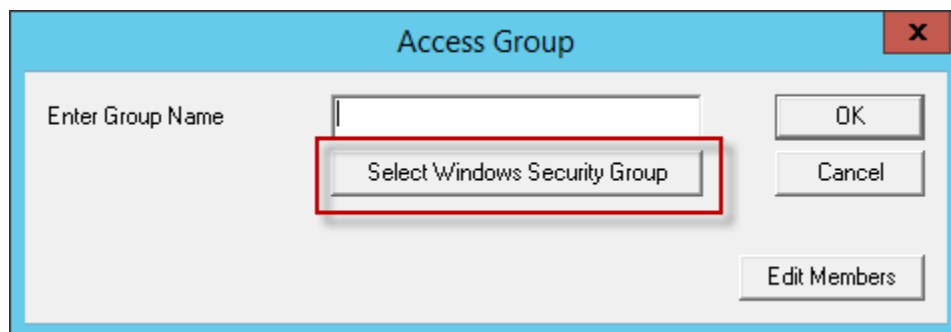 Access Group
x
Enter Group Name
OK
Select Windows Security Group
Cancel
Edit Members